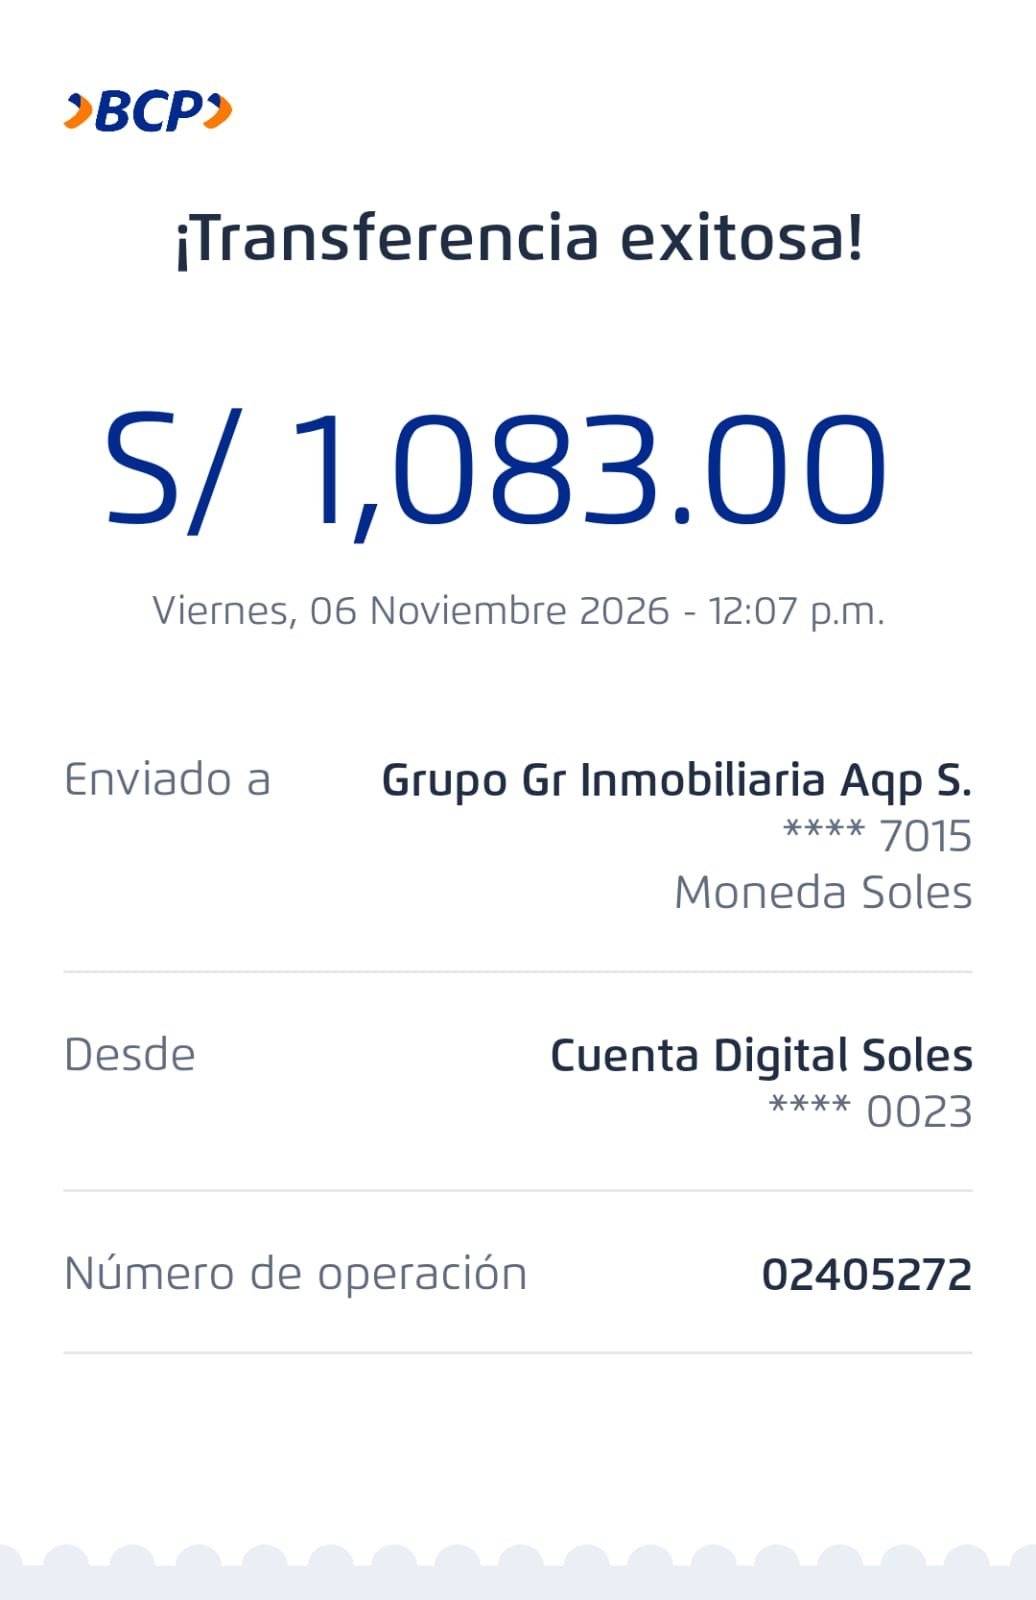 BCP
¡Transferencia exitosa!
S/ 1,083.00
Viernes, 06 Noviembre 2026 - 12:07 p.m.
Enviado a Grupo Gr Inmobiliaria Aqp S.
**** 7015
Moneda Soles
Desde Cuenta Digital Soles
**** 0023
Número de operación 02405272